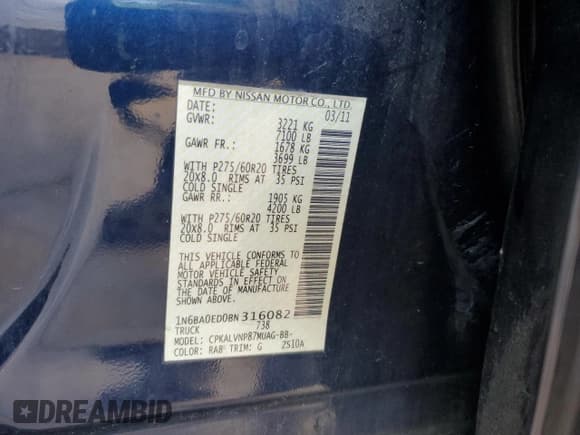 MFD BY NISSAN MOTOR CO., LTD.
DATE: 03/11
GVWR: 3221 KG
7100 LB
GAWR FR.: 1678 KG
3699 LB
WITH P275/60R20 TIRES
20X8.0 RIMS AT 35 PSI
COLD SINGLE
GAWR RR.: 1905 KG
4200 LB
WITH P275/60R20 TIRES
20X8.0 RIMS AT 35 PSI
COLD SINGLE
THIS VEHICLE CONFORMS TO
ALL APPLICABLE FEDERAL
MOTOR VEHICLE SAFETY
STANDARDS IN EFFECT ON
THE DATE OF MANUFACTURE
SHOWN ABOVE.
1N6BA0ED0BN316082
TRUCK 738
MODEL: CPKALVNP87MUAG-BB-
COLOR: RAB TRIM: G 2S10A
DREAMBID